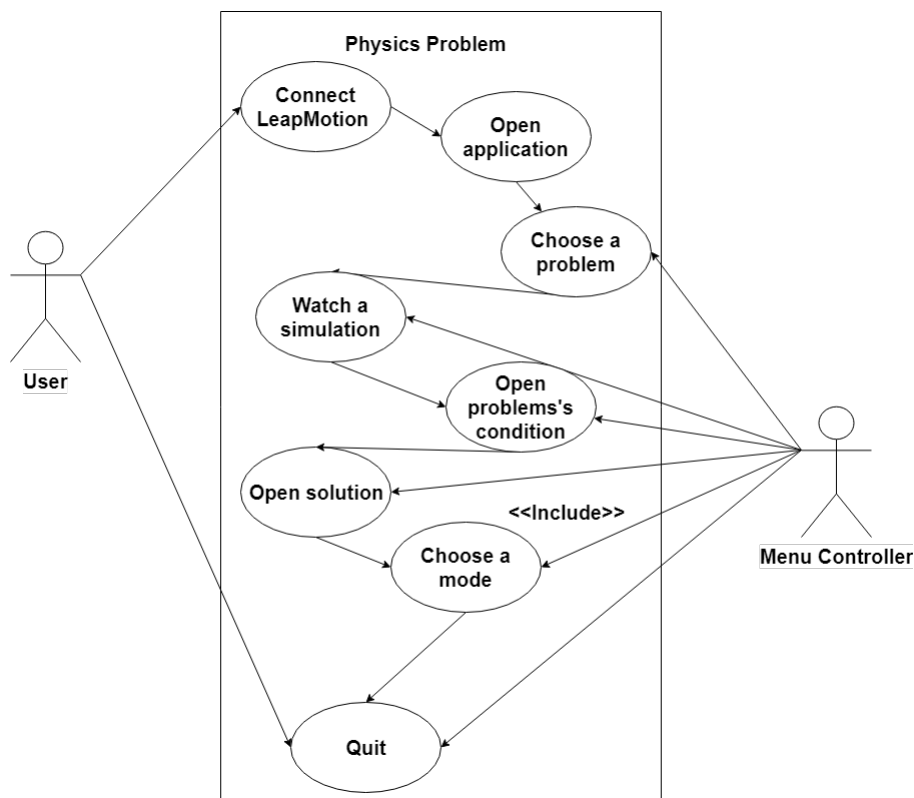 Physics Problem
Connect
LeapMotion
Open
application
Choose a
problem
Watch a
simulation
User
Open
problems's
condition
Open solution
<<Include>>
Choose a
mode
Menu Controller
Quit